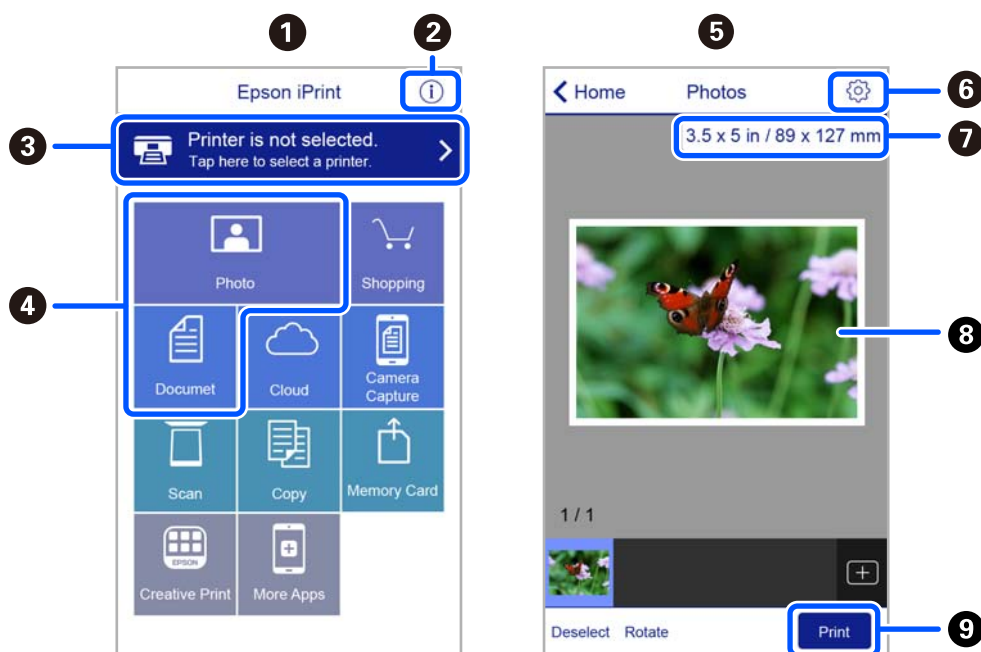 1
2
5
Epson iPrint
Home
Photos
6
3
Printer is not selected.
Tap here to select a printer.
3.5 x 5 in / 89 x 127 mm
7
4
Photo
Shopping
8
Documet
Cloud
Camera
Capture
Scan
Copy
Memory Card
1 / 1
EPSON
Creative Print
More Apps
Deselect
Rotate
Print
9